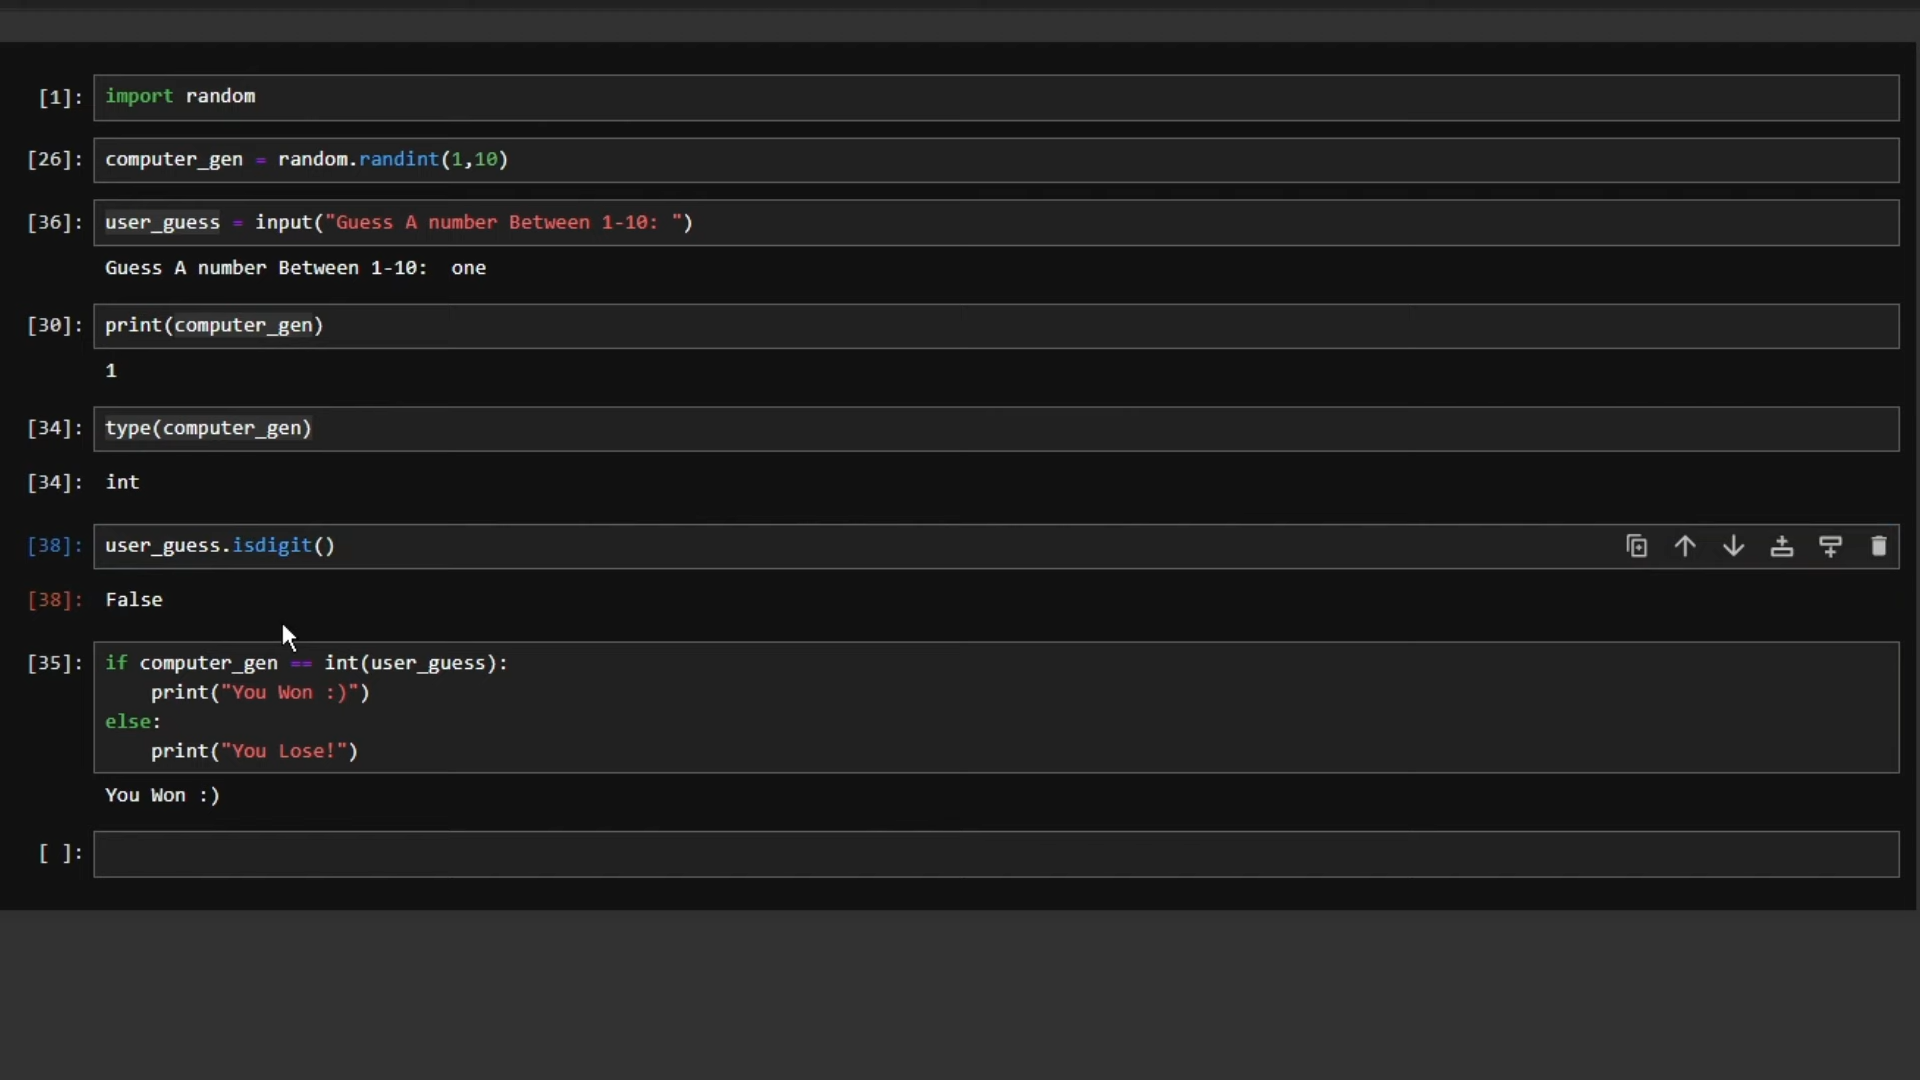 [1]: import random
[26]: computer_gen = random.randint(1,10)
[36]: user_guess = input("Guess A number Between 1-10: ")
Guess A number Between 1-10:  one
[30]: print(computer_gen)
1
[34]: type(computer_gen)
[34]: int
[38]: user_guess.isdigit()
[38]: False
[35]: if computer_gen == int(user_guess):
    print("You Won :)")
else:
    print("You Lose!")
You Won :)
[ ]: